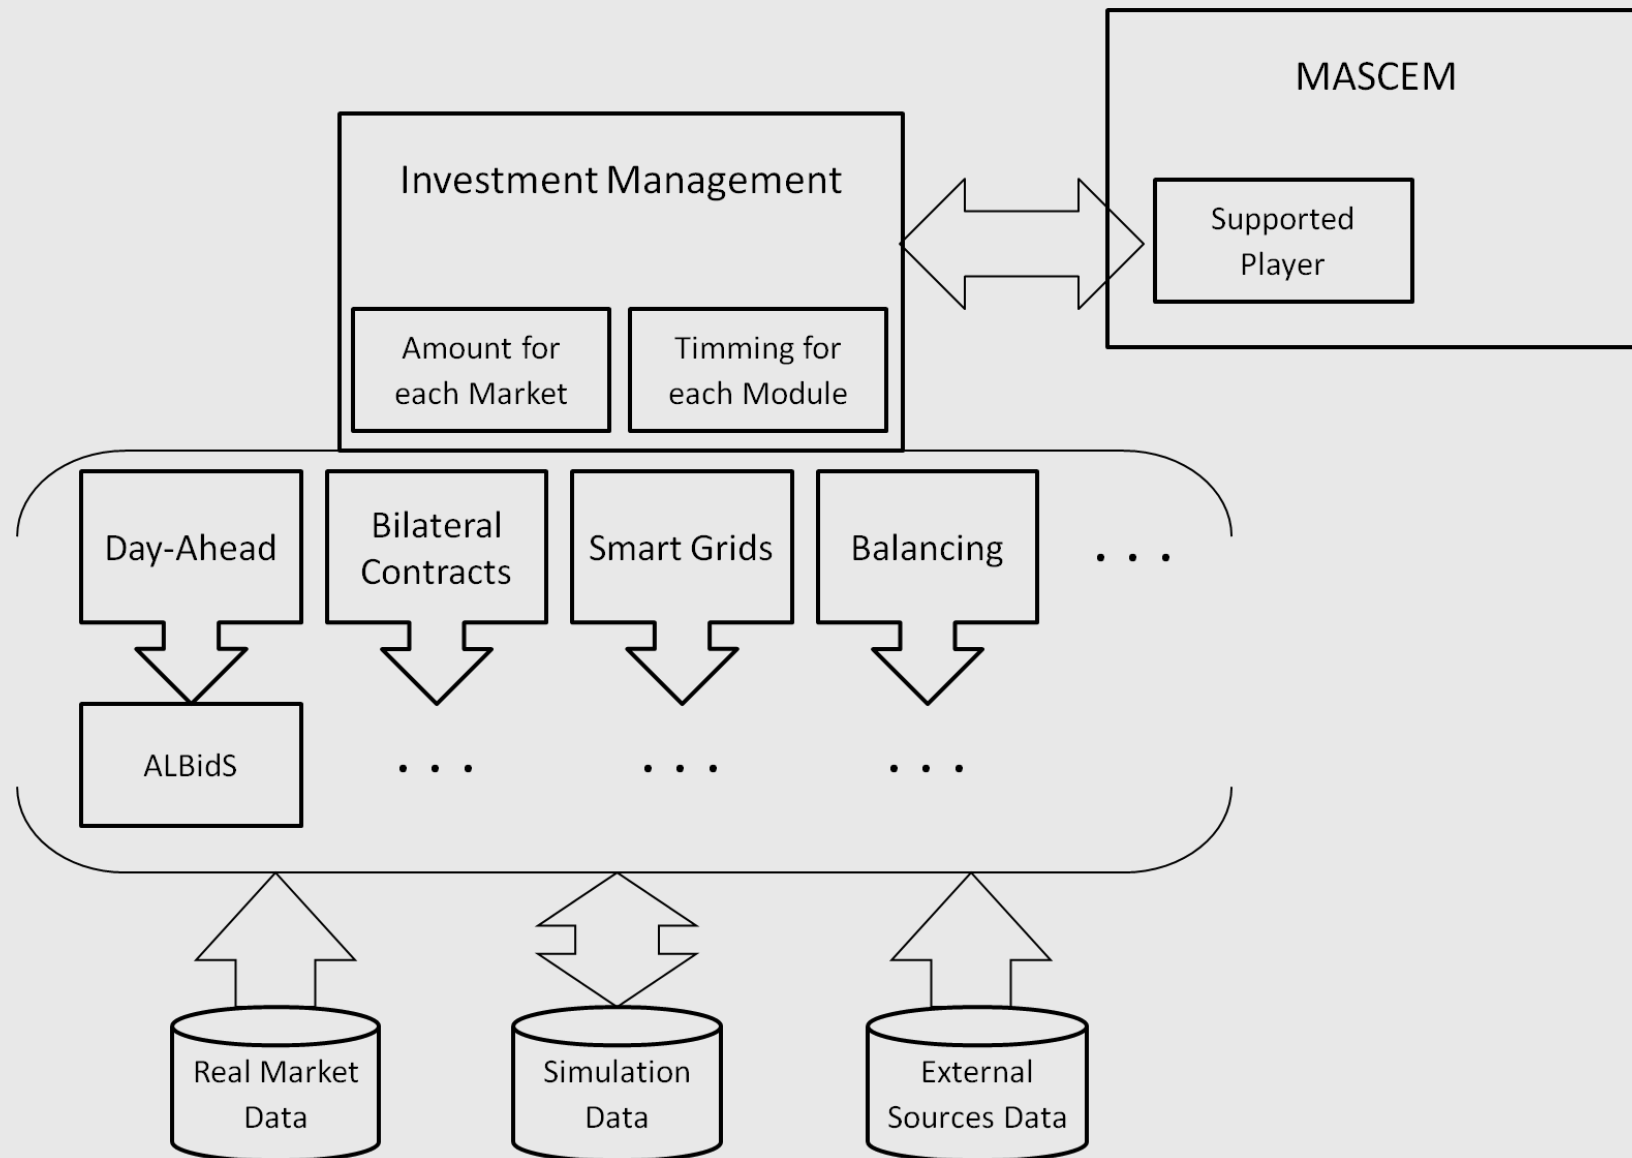 MASCEM
Investment Management
Supported
Player
Amount for
each Market
Timming for
each Module
Day-Ahead
Bilateral
Contracts
Smart Grids
Balancing
. . .
ALBidS
. . .
. . .
. . .
Real Market
Data
Simulation
Data
External
Sources Data